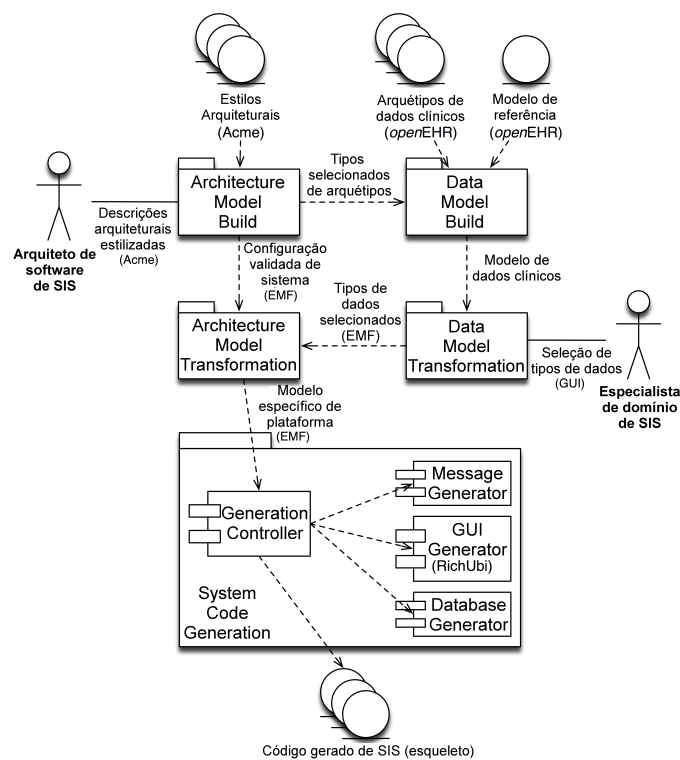 Estilos
Arquiteturais
(Acme)
Arquétipos de
dados clínicos
(openEHR)
Modelo de
referência
(openEHR)
Architecture
Model
Build
Tipos
selecionados
de arquétipos
Data
Model
Build
Descrições
arquiteturais
estilizadas
(Acme)
Arquiteto de
software
de SIS
Configuração
validada de
sistema
(EMF)
Modelo de
dados clínicos
Architecture
Model
Transformation
Tipos de
dados
selecionados
(EMF)
Data
Model
Transformation
Seleção de
tipos de dados
(GUI)
Especialista
de domínio
de SIS
Modelo
específico de
plataforma
(EMF)
Generation
Controller
Message
Generator
GUI
Generator
(RichUbi)
Database
Generator
System
Code
Generation
Código gerado de SIS (esqueleto)